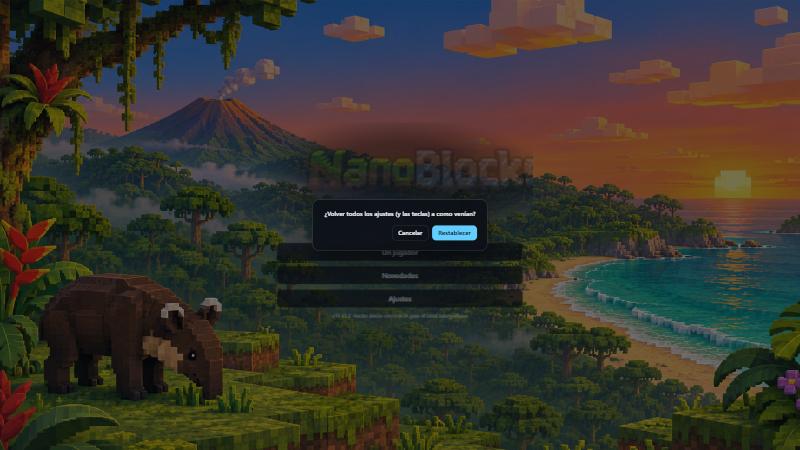 NanoBlocks
¿Volver todos los ajustes (y las teclas) a como venían?
Cancelar
Restablecer
Un jugador
Novedades
Ajustes